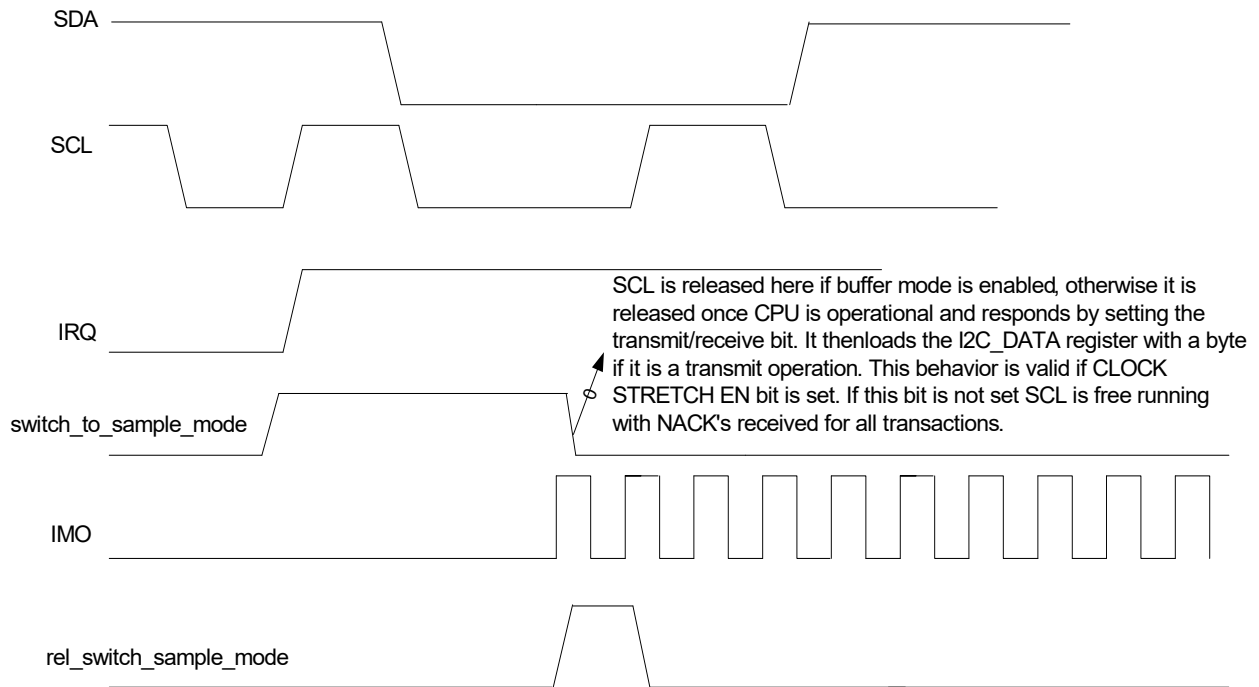 SDA
SCL
IRQ
SCL is released here if buffer mode is enabled, otherwise it is
released once CPU is operational and responds by setting the
transmit/receive bit. It thenloads the I2C_DATA register with a byte
if it is a transmit operation. This behavior is valid if CLOCK
STRETCH EN bit is set. If this bit is not set SCL is free running
with NACK's received for all transactions.
switch_to_sample_mode
IMO
rel_switch_sample_mode